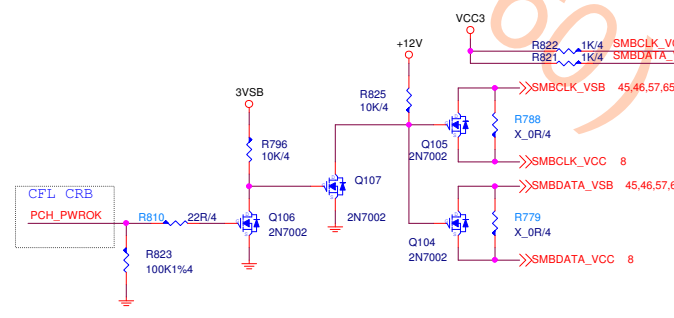 VCC3
R822 1K/4 SMBCLK_VC
R821 1K/4 SMBDATA_
+12V
SMBCLK_VSB 45,46,57,65
R825
10K/4
3VSB
R788
X_0R/4
Q105
2N7002
R796
10K/4
SMBCLK_VCC 8
Q107
SMBDATA_VSB 45,46,57,6
CFL CRB
PCH_PWROK
R810 22R/4
Q106
2N7002
2N7002
R779
X_0R/4
Q104
2N7002
R823
100K1%4
SMBDATA_VCC 8